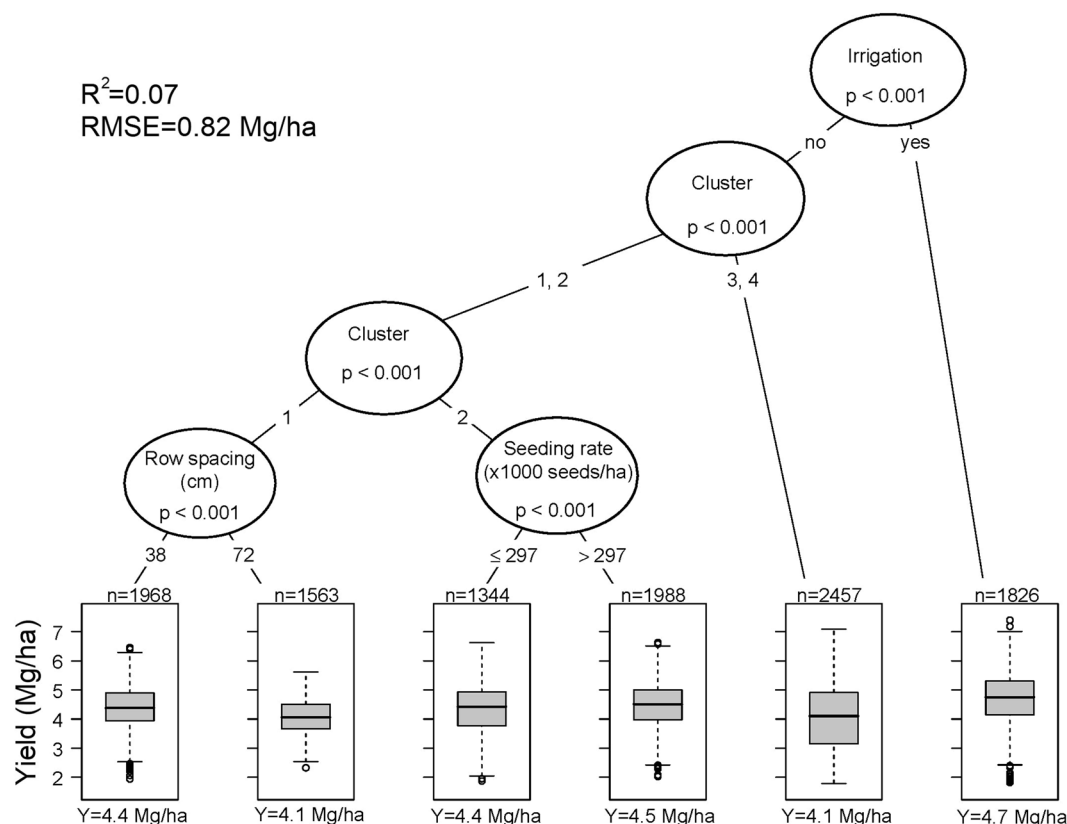 R²=0.07
RMSE=0.82 Mg/ha
Irrigation
p < 0.001
no
yes
Cluster
p < 0.001
1, 2
3, 4
Cluster
p < 0.001
1
2
Row spacing
(cm)
p < 0.001
Seeding rate
(x1000 seeds/ha)
p < 0.001
38
72
≤ 297
> 297
n=1968
n=1563
n=1344
n=1988
n=2457
n=1826
Yield (Mg/ha)
7
6
5
4
3
2
Y=4.4 Mg/ha
Y=4.1 Mg/ha
Y=4.4 Mg/ha
Y=4.5 Mg/ha
Y=4.1 Mg/ha
Y=4.7 Mg/ha